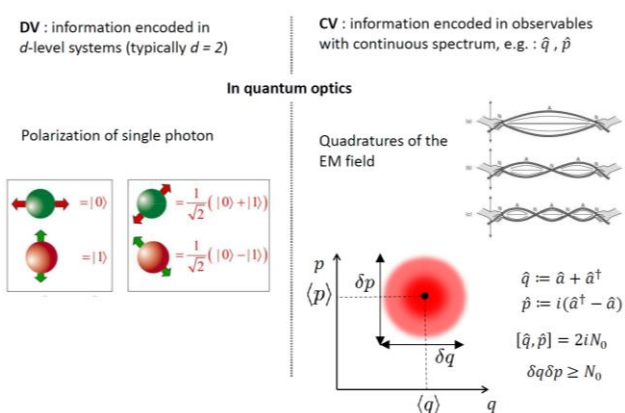 DV : information encoded in
d-level systems (typically d = 2)
CV : information encoded in observables
with continuous spectrum, e.g. : q̂ , p̂
In quantum optics
Polarization of single photon
=|0⟩
=|1⟩
=1/√2(|0⟩+|1⟩)
=1/√2(|0⟩-|1⟩)
Quadratures of the
EM field
p
⟨p⟩
δp
δq
⟨q⟩
q
q̂ ≔ â + â†
p̂ ≔ i(â† − â)
[q̂, p̂] = 2iN₀
δqδp ≥ N₀